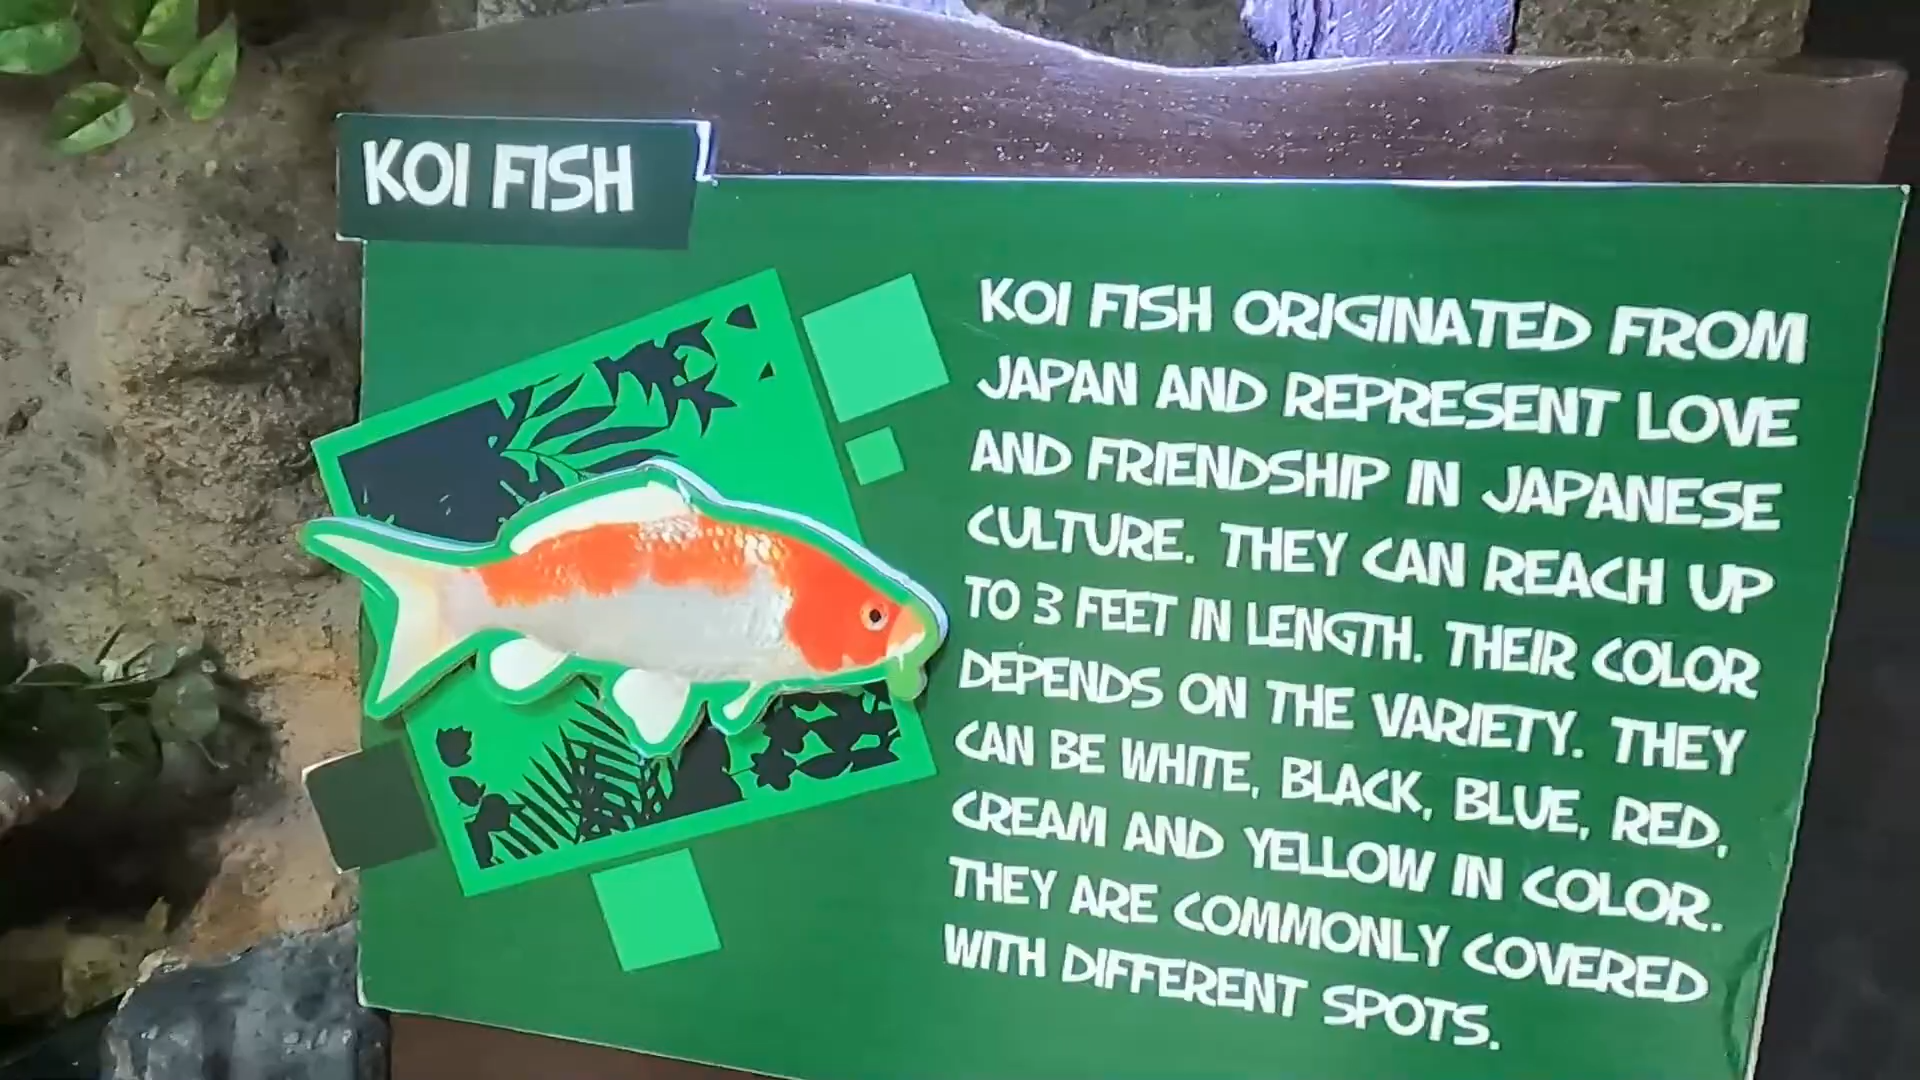 KOI FISH
KOI FISH ORIGINATED FROM
JAPAN AND REPRESENT LOVE
AND FRIENDSHIP IN JAPANESE
CULTURE. THEY CAN REACH UP
TO 3 FEET IN LENGTH. THEIR COLOR
DEPENDS ON THE VARIETY. THEY
CAN BE WHITE, BLACK, BLUE, RED,
CREAM AND YELLOW IN COLOR.
THEY ARE COMMONLY COVERED
WITH DIFFERENT SPOTS.